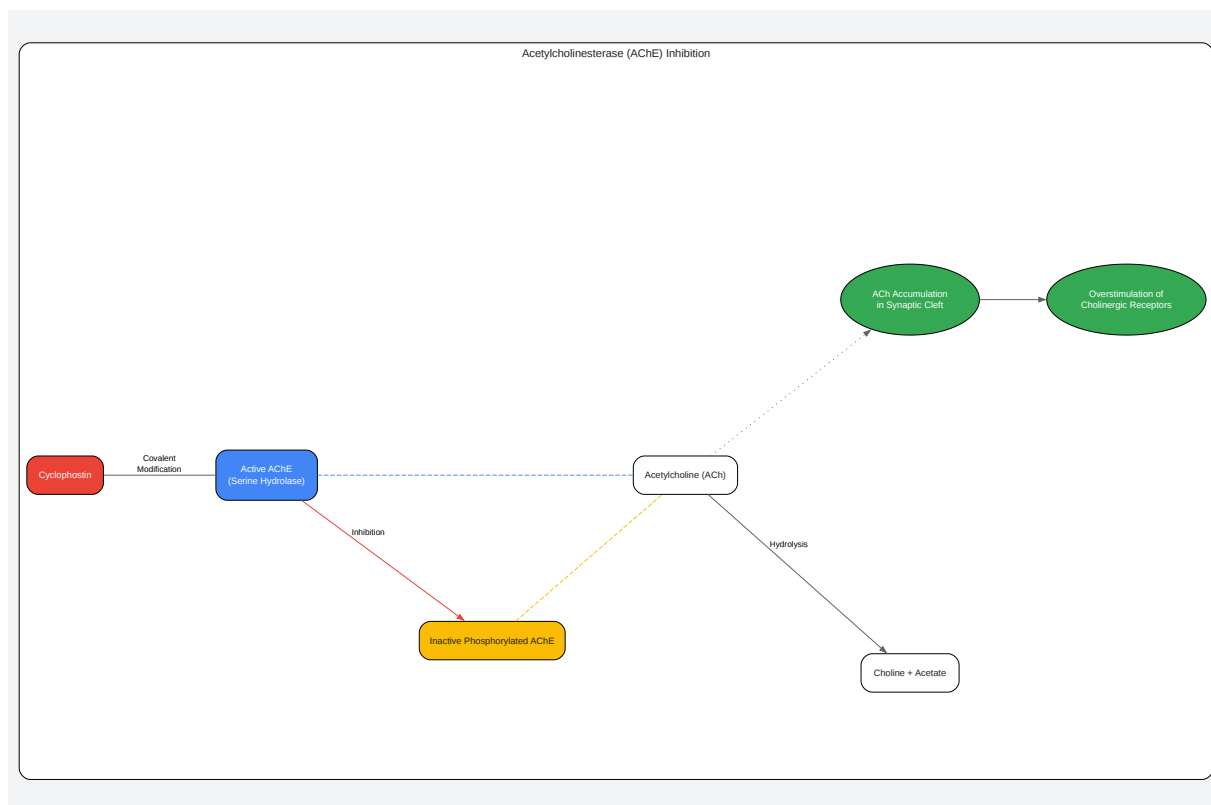 Acetylcholinesterase (AChE) Inhibition
ACh Accumulation
in Synaptic Cleft
Overstimulation of
Cholinergic Receptors
Cyclophostin
Covalent
Modification
Active AChE
(Serine Hydrolase)
Acetylcholine (ACh)
Inhibition
Hydrolysis
Inactive Phosphorylated AChE
Choline + Acetate